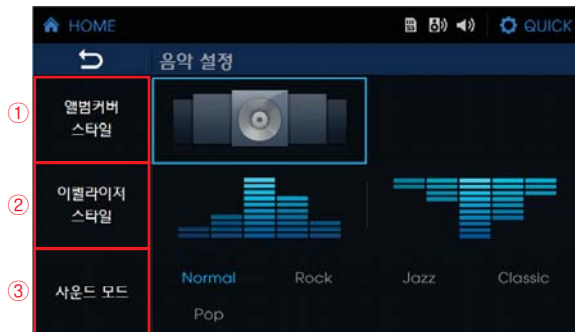 HOME
QUICK
음악 설정
① 앨범커버
스타일
② 이퀄라이저
스타일
③ 사운드 모드
Normal Rock Jazz Classic
Pop